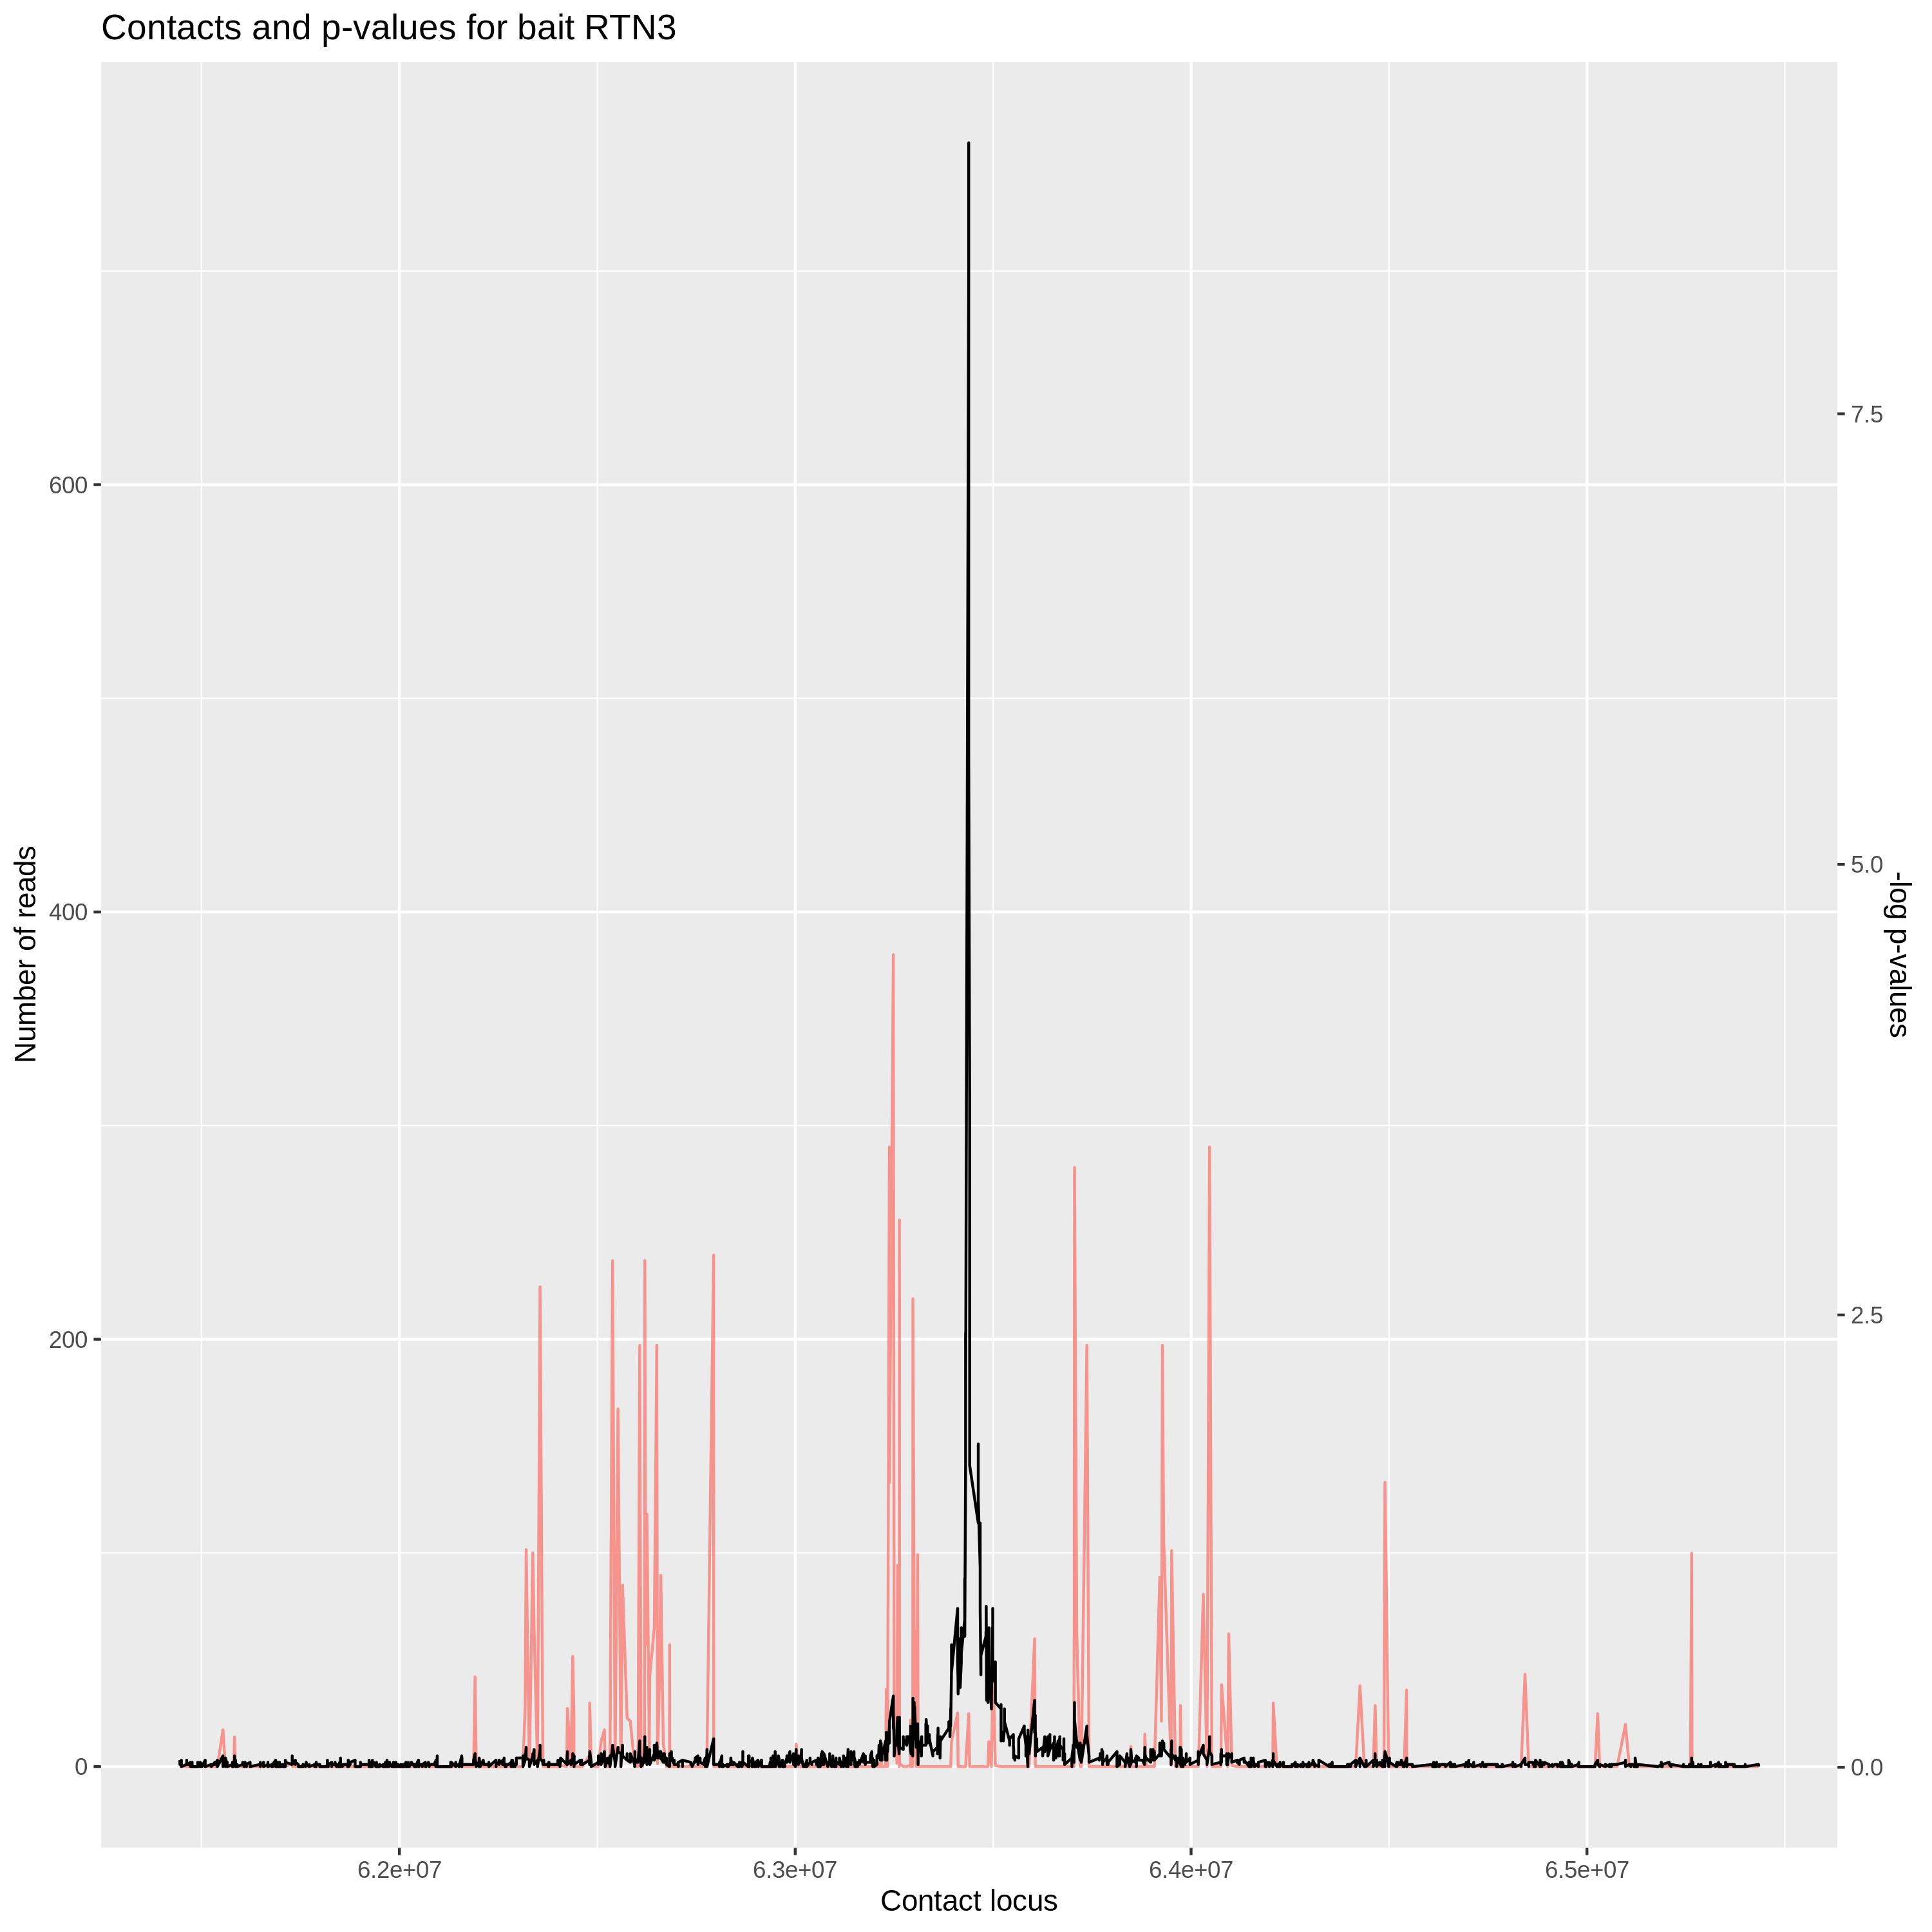 Contacts and p-values for bait RTN3
Number of reads
600
400
200
0
7.5
5.0
2.5
0.0
-log p-values
6.2e+07
6.3e+07
6.4e+07
6.5e+07
Contact locus